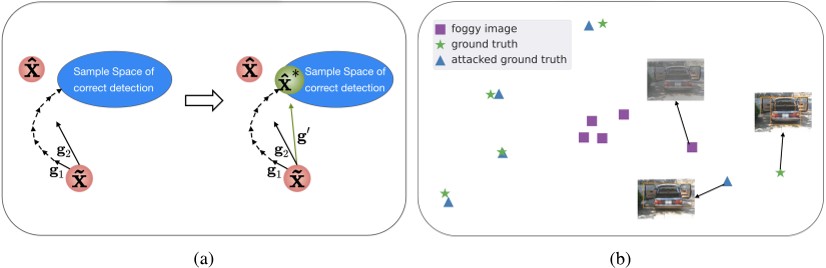 x̂
Sample Space of
correct detection
g₂
g₁
x̃
x̂
x̂*
Sample Space of
correct detection
g′
g₂
g₁
x̃
(a)
foggy image
ground truth
attacked ground truth
(b)